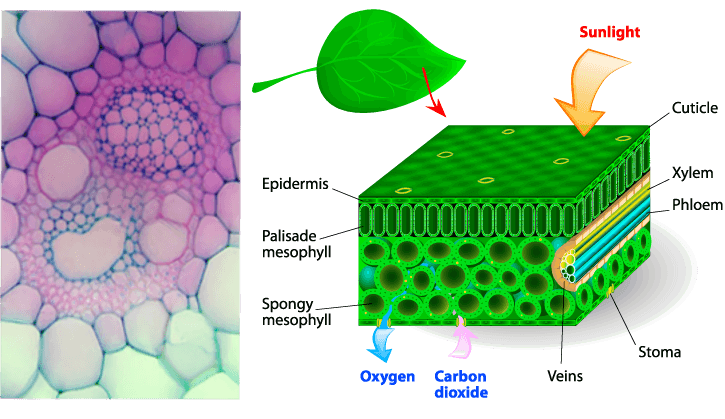 Sunlight
Cuticle
Xylem
Phloem
Epidermis
Palisade
mesophyll
Spongy
mesophyll
Stoma
Veins
Oxygen
Carbon
dioxide